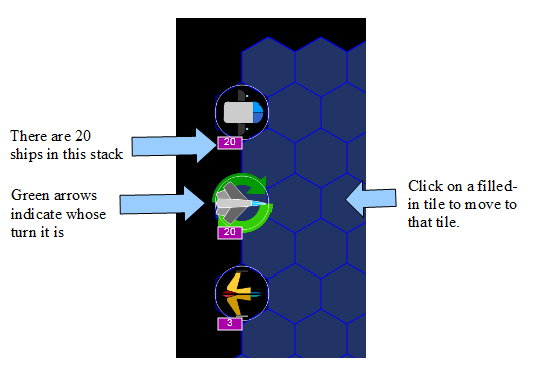 There are 20
ships in this stack
20
Green arrows
indicate whose
turn it is
20
Click on a filled-
in tile to move to
that tile.
3